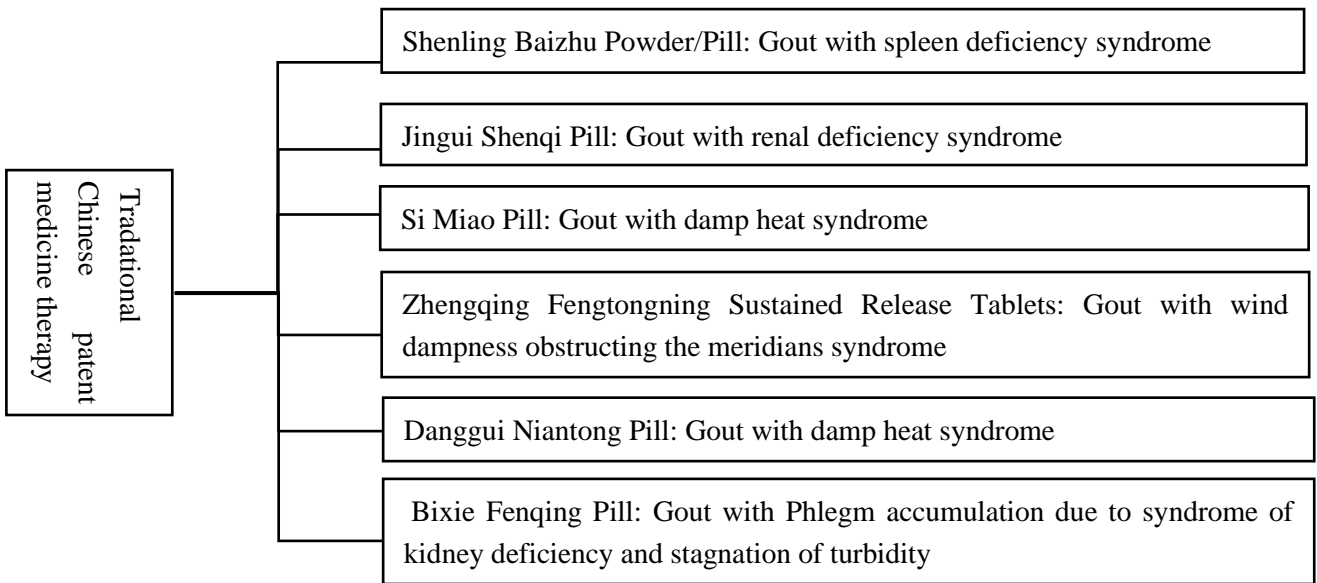 Tradational
Chinese patent
medicine therapy
Shenling Baizhu Powder/Pill: Gout with spleen deficiency syndrome
Jingui Shenqi Pill: Gout with renal deficiency syndrome
Si Miao Pill: Gout with damp heat syndrome
Zhengqing Fengtongning Sustained Release Tablets: Gout with wind
dampness obstructing the meridians syndrome
Danggui Niantong Pill: Gout with damp heat syndrome
Bixie Fenqing Pill: Gout with Phlegm accumulation due to syndrome of
kidney deficiency and stagnation of turbidity